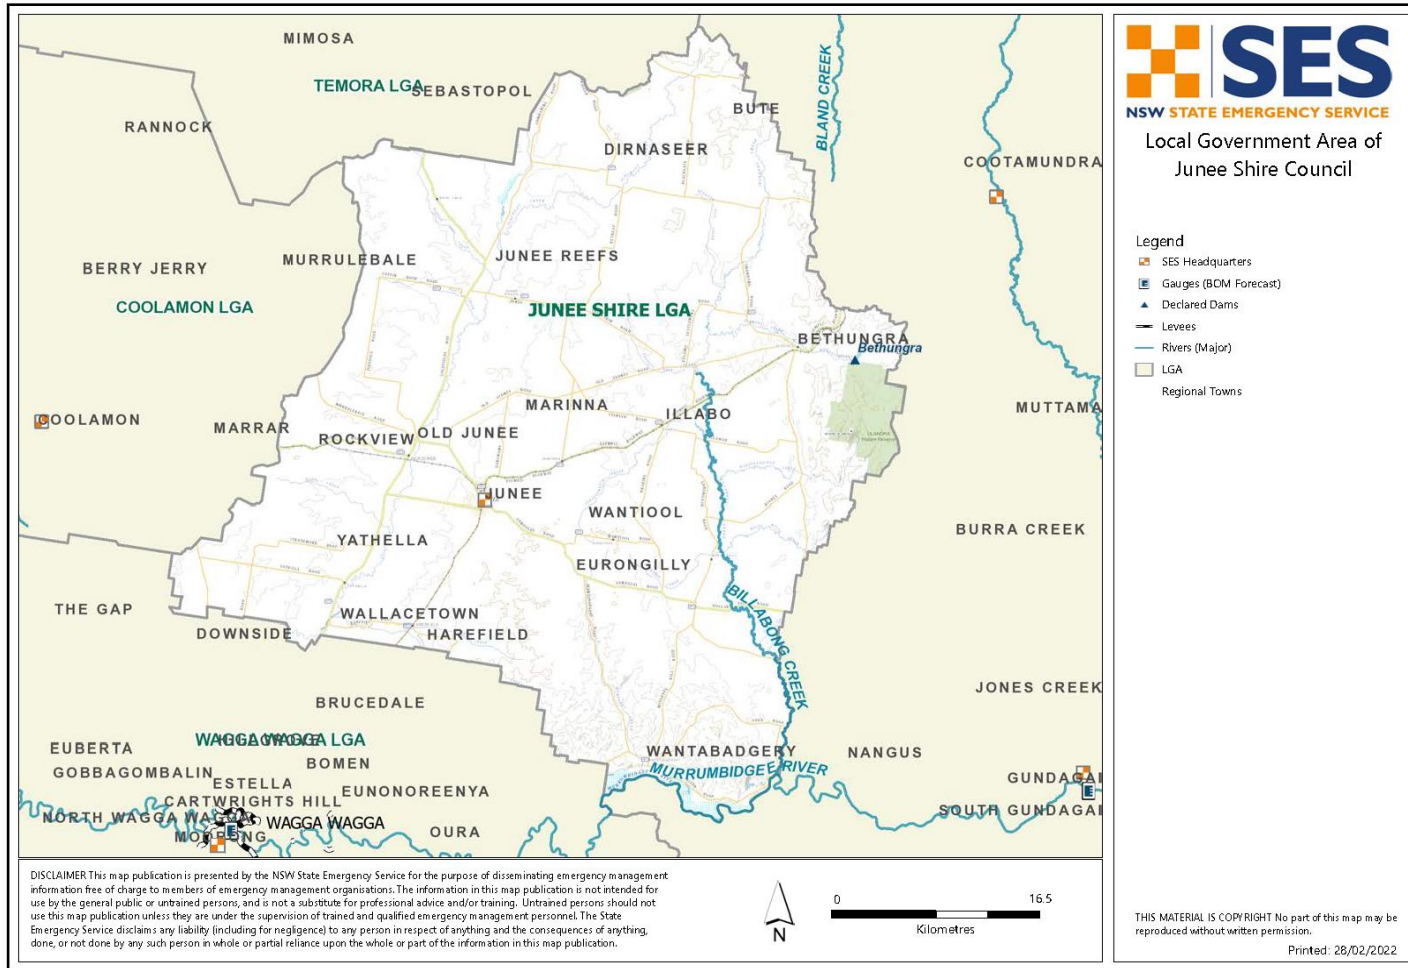 MIMOSA
TEMORA LGA
SEBASTOPOL
RANNOCK
BUTE
BLAND CREEK
DIRNASEER
COOTAMUNDRA
MURRULEBALE
JUNEE REEFS
BERRY JERRY
COOLAMON LGA
JUNEE SHIRE LGA
BETHUNGRA
Bethungra
MARINNA
ILLABO
MUTTAMA
COOLAMON
MARRAR
ROCKVIEW
OLD JUNEE
JUNEE
WANTIOOL
BURRA CREEK
YATHELLA
EURONGILLY
THE GAP
WALLACETOWN
BILLABONG CREEK
DOWNSIDE
HAREFIELD
JONES CREEK
BRUCEDALE
WAGGA WAGGA LGA
EUBERTA
WANTABADGERY
NANGUS
BOMEN
GOBBAGOMBALIN
MURRUMBIDGEE RIVER
GUNDAGAI
ESTELLA
EUNONOREENYA
CARTWRIGHTS HILL
SOUTH GUNDAGAI
NORTH WAGGA WAGGA
WAGGA WAGGA
OURA
SES
NSW STATE EMERGENCY SERVICE
Local Government Area of
Junee Shire Council
Legend
SES Headquarters
Gauges (BOM Forecast)
Declared Dams
Levees
Rivers (Major)
LGA
Regional Towns
DISCLAIMER This map publication is presented by the NSW State Emergency Service for the purpose of disseminating emergency management
information free of charge to members of emergency management organisations. The information in this map publication is not intended for
use by the general public or untrained persons, and is not a substitute for professional advice and/or training. Untrained persons should not
use this map publication unless they are under the supervision of trained and qualified emergency management personnel. The State
Emergency Service disclaims any liability (including for negligence) to any person in respect of anything and the consequences of anything,
done, or not done by any such person in whole or partial reliance upon the whole or part of the information in this map publication.
N
0 16.5
Kilometres
THIS MATERIAL IS COPYRIGHT No part of this map may be
reproduced without written permission.
Printed: 28/02/2022